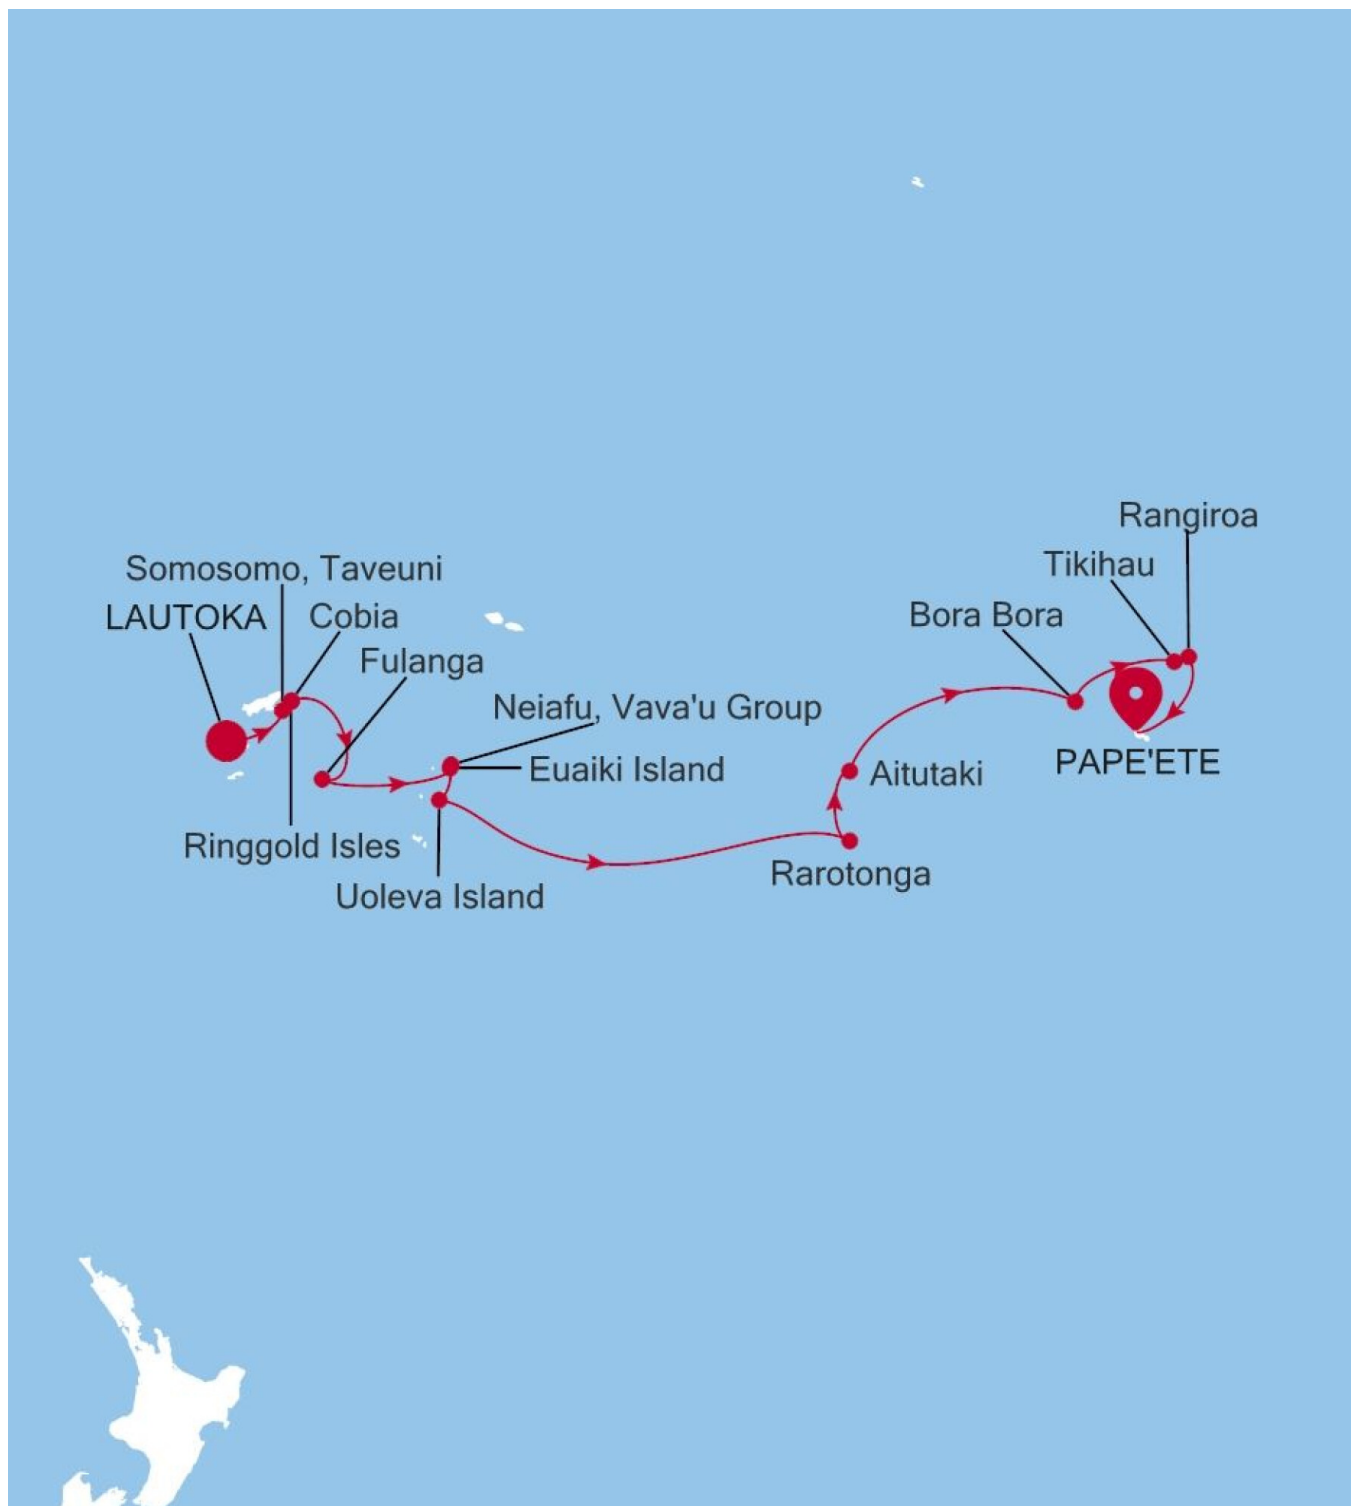 Rangiroa
Tikihau
Somosomo, Taveuni
Bora Bora
LAUTOKA
Cobia
Fulanga
Neiafu, Vava'u Group
Euaiki Island
PAPE'ETE
Aitutaki
Ringgold Isles
Rarotonga
Uoleva Island